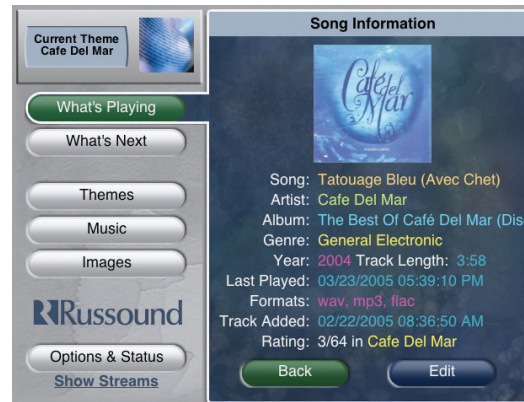 Current Theme
Cafe Del Mar
What's Playing
What's Next
Themes
Music
Images
Russound
Options & Status
Show Streams
Song Information
Café del Mar
Song: Tatouage Bleu (Avec Chet)
Artist: Cafe Del Mar
Album: The Best Of Café Del Mar (Dis
Genre: General Electronic
Year: 2004 Track Length: 3:58
Last Played: 03/23/2005 05:39:10 PM
Formats: wav, mp3, flac
Track Added: 02/22/2005 08:36:50 AM
Rating: 3/64 in Cafe Del Mar
Back
Edit